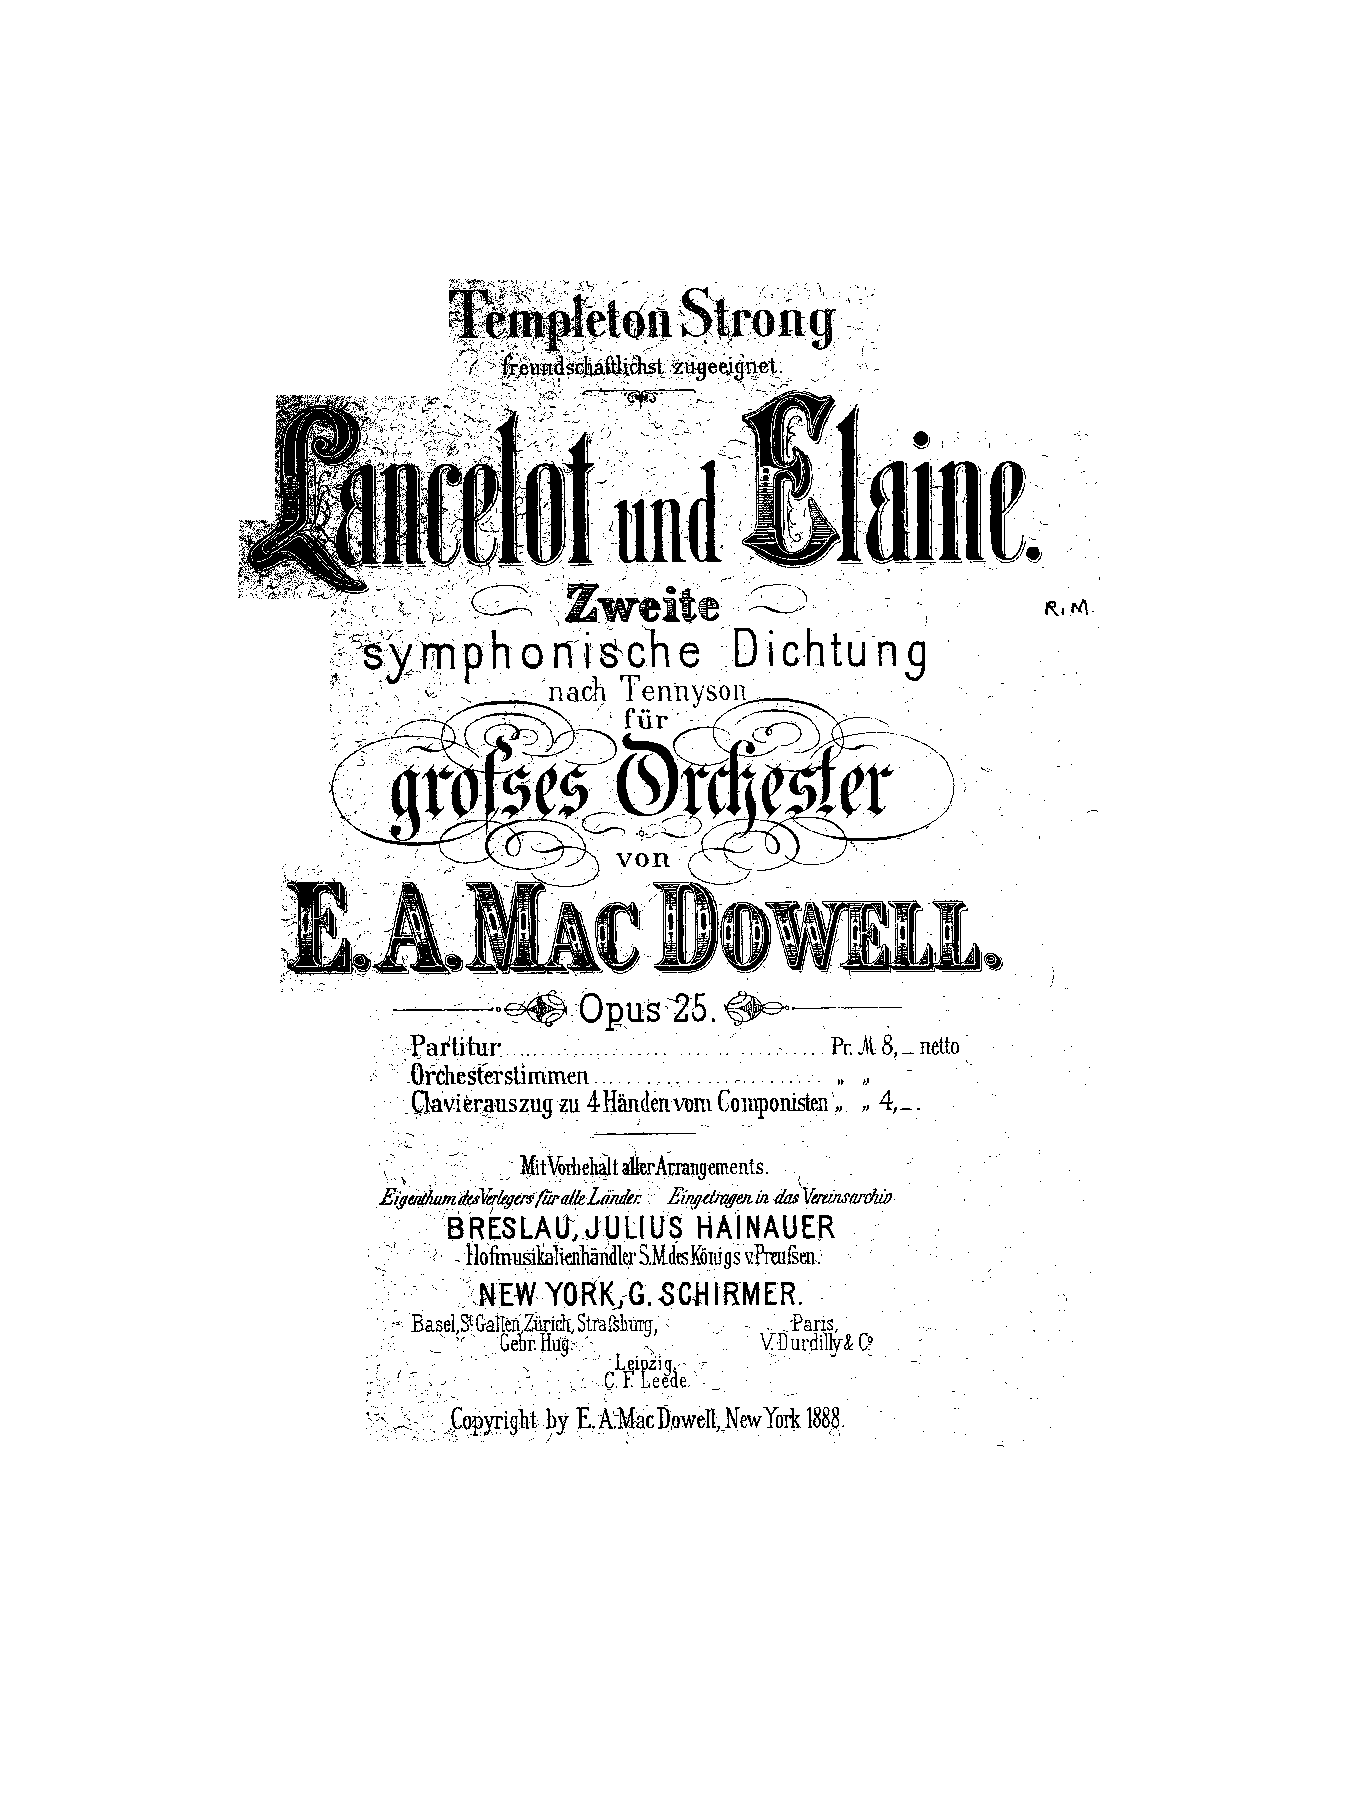 Templeton Strong
freundschaftlichst zugeeignet.
Lancelot und Elaine.
Zweite
R. M.
symphonische Dichtung
nach Tennyson
für
grofses Orchester
von
E. A. MAC DOWELL.
Opus 25.
Partitur Pr. M 8,_ netto
Orchesterstimmen „ „
Clavierauszug zu 4 Händen vom Componisten „ „ 4,_.
Mit Vorbehalt aller Arrangements.
Eigenthum des Verlegers für alle Länder. Eingetragen in das Vereinsarchiv
BRESLAU, JULIUS HAINAUER
Hofmusikalienhändler S. M. des Königs v. Preufsen.
NEW YORK, G. SCHIRMER.
Basel, St. Gallen, Zürich, Strafsburg, Paris,
Gebr. Hug. V. Durdilly & Co
Leipzig,
C. F. Leede.
Copyright by E. A. Mac Dowell, New York 1888.